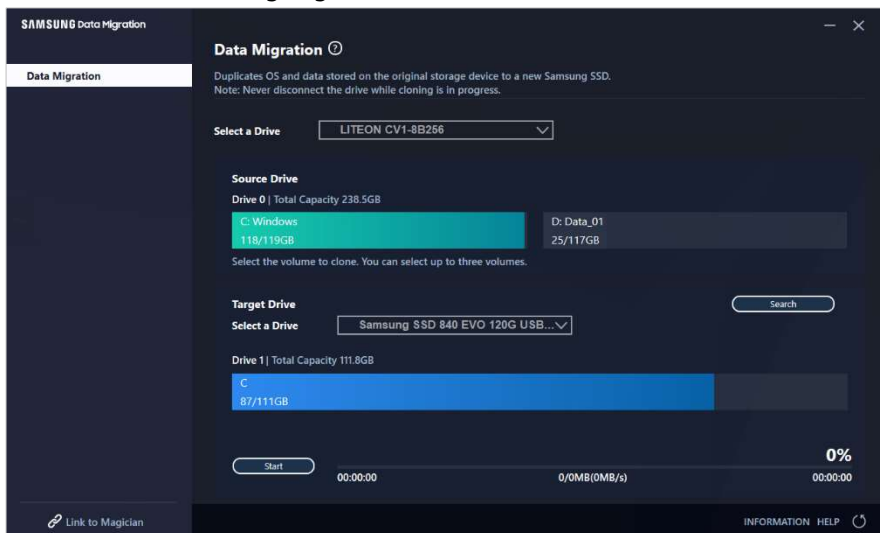 SAMSUNG Data Migration
Data Migration
Data Migration ?
Duplicates OS and data stored on the original storage device to a new Samsung SSD.
Note: Never disconnect the drive while cloning is in progress.
Select a Drive LITEON CV1-8B256
Source Drive
Drive 0 | Total Capacity 238.5GB
C: Windows D: Data_01
118/119GB 25/117GB
Select the volume to clone. You can select up to three volumes.
Target Drive Search
Select a Drive Samsung SSD 840 EVO 120G USB...
Drive 1 | Total Capacity 111.8GB
C
87/111GB
0%
Start
00:00:00 0/0MB(0MB/s) 00:00:00
Link to Magician INFORMATION HELP